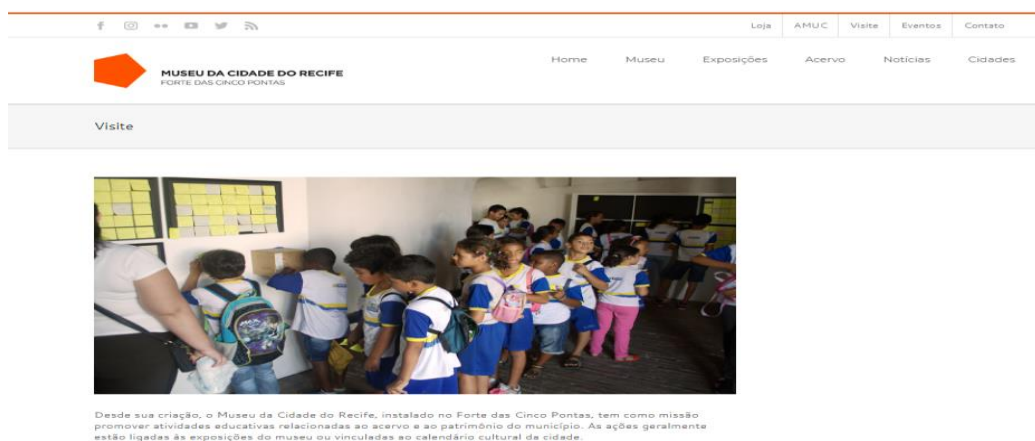 Loja AMUC Visite Eventos Contato
MUSEU DA CIDADE DO RECIFE
FORTE DAS CINCO PONTAS
Home Museu Exposições Acervo Notícias Cidades
Visite
Desde sua criação, o Museu da Cidade do Recife, instalado no Forte das Cinco Pontas, tem como missão
promover atividades educativas relacionadas ao acervo e ao patrimônio do município. As ações geralmente
estão ligadas às exposições do museu ou vinculadas ao calendário cultural da cidade.